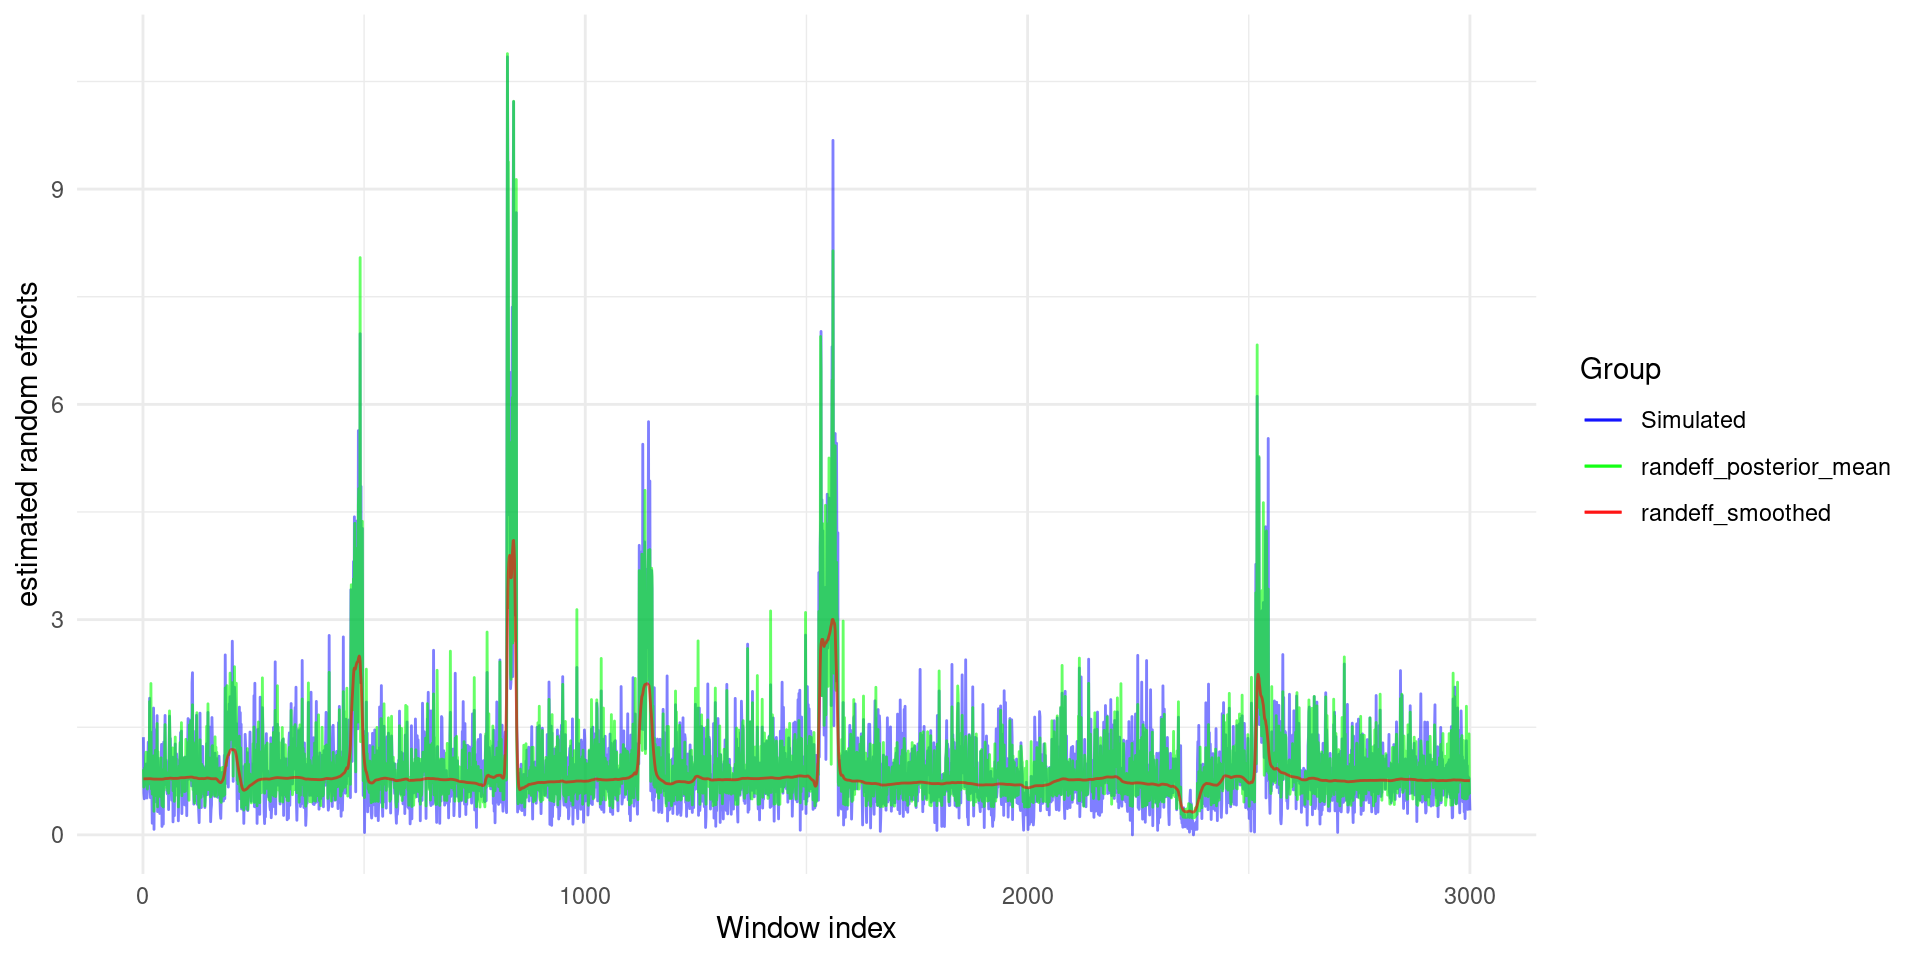 estimated random effects
9
6
3
0
0
1000
2000
3000
Window index
Group
Simulated
randeff_posterior_mean
randeff_smoothed